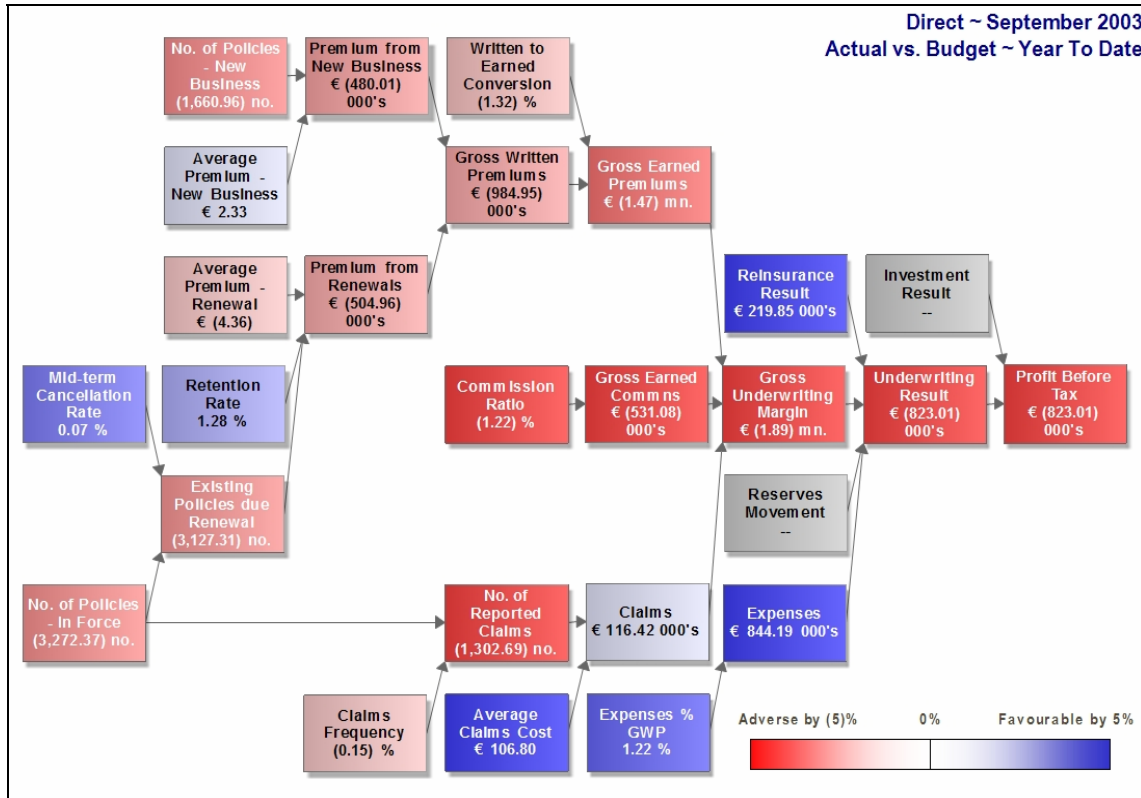 Direct ~ September 2003
Actual vs. Budget ~ Year To Date
No. of Policies
- New
Business
(1,660.96) no.
Premium from
New Business
€ (480.01)
000's
Written to
Earned
Conversion
(1.32) %
Average
Premium -
New Business
€ 2.33
Gross Written
Premiums
€ (984.95)
000's
Gross Earned
Premiums
€ (1.47) mn.
Average
Premium -
Renewal
€ (4.36)
Premium from
Renewals
€ (504.96)
000's
Reinsurance
Result
€ 219.85 000's
Investment
Result
--
Mid-term
Cancellation
Rate
0.07 %
Retention
Rate
1.28 %
Commission
Ratio
(1.22) %
Gross Earned
Commns
€ (531.08)
000's
Gross
Underwriting
Margin
€ (1.89) mn.
Underwriting
Result
€ (823.01)
000's
Profit Before
Tax
€ (823.01)
000's
Existing
Policies due
Renewal
(3,127.31) no.
Reserves
Movement
--
No. of Policies
- In Force
(3,272.37) no.
No. of
Reported
Claims
(1,302.69) no.
Claims
€ 116.42 000's
Expenses
€ 844.19 000's
Claims
Frequency
(0.15) %
Average
Claims Cost
€ 106.80
Expenses %
GWP
1.22 %
Adverse by (5)% 0% Favourable by 5%